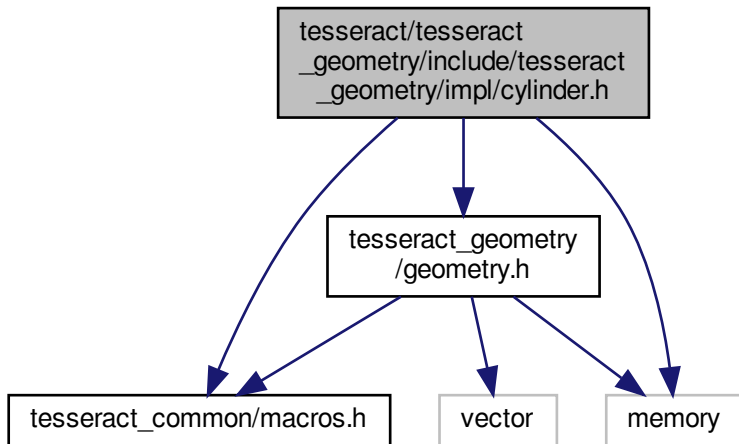 tesseract/tesseract
_geometry/include/tesseract
_geometry/impl/cylinder.h
tesseract_geometry
/geometry.h
tesseract_common/macros.h
vector
memory